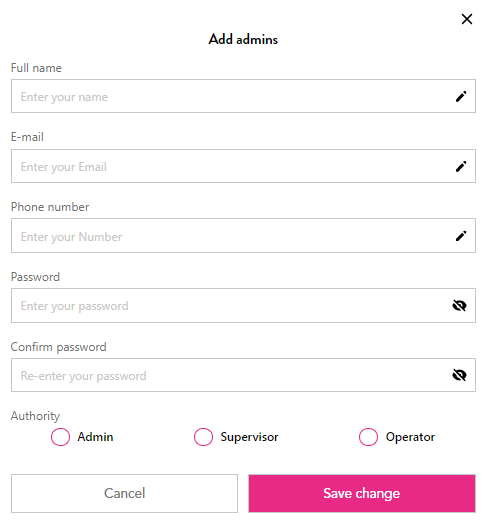 Add admins
Full name
Enter your name
E-mail
Enter your Email
Phone number
Enter your Number
Password
Enter your password
Confirm password
Re-enter your password
Authority
Admin Supervisor Operator
Cancel Save change